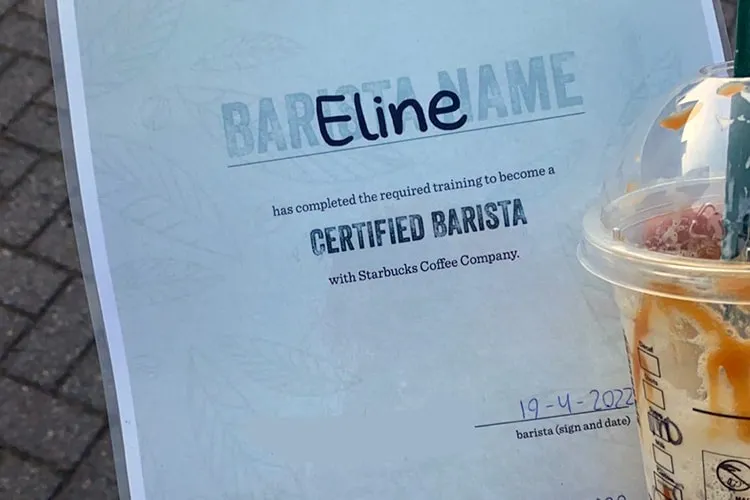 BARISTA NAME
Eline
has completed the required training to become a
CERTIFIED BARISTA
with Starbucks Coffee Company.
19-4-2022
barista (sign and date)